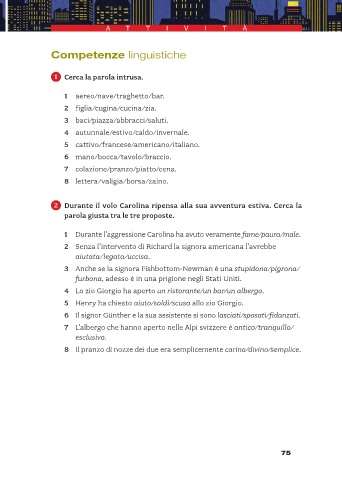 ATTIVITÀ
Competenze linguistiche
1 Cerca la parola intrusa.
1 aereo/nave/traghetto/bar.
2 figlia/cugina/cucina/zia.
3 baci/piazza/abbracci/saluti.
4 autunnale/estivo/caldo/invernale.
5 cattivo/francese/americano/italiano.
6 mano/bocca/tavolo/braccio.
7 colazione/pranzo/piatto/cena.
8 lettera/valigia/borsa/zaino.
2 Durante il volo Carolina ripensa alla sua avventura estiva. Cerca la
parola giusta tra le tre proposte.
1 Durante l'aggressione Carolina ha avuto veramente fame/paura/male.
2 Senza l'intervento di Richard la signora americana l'avrebbe
aiutata/legata/uccisa.
3 Anche se la signora Fishbottom-Newman è una stupidona/pigrona/
furbona, adesso è in una prigione negli Stati Uniti.
4 Lo zio Giorgio ha aperto un ristorante/un bar/un albergo.
5 Henry ha chiesto aiuto/soldi/scusa allo zio Giorgio.
6 Il signor Günther e la sua assistente si sono lasciati/sposati/fidanzati.
7 L'albergo che hanno aperto nelle Alpi svizzere è antico/tranquillo/
esclusivo.
8 Il pranzo di nozze dei due era semplicemente carino/divino/semplice.
75